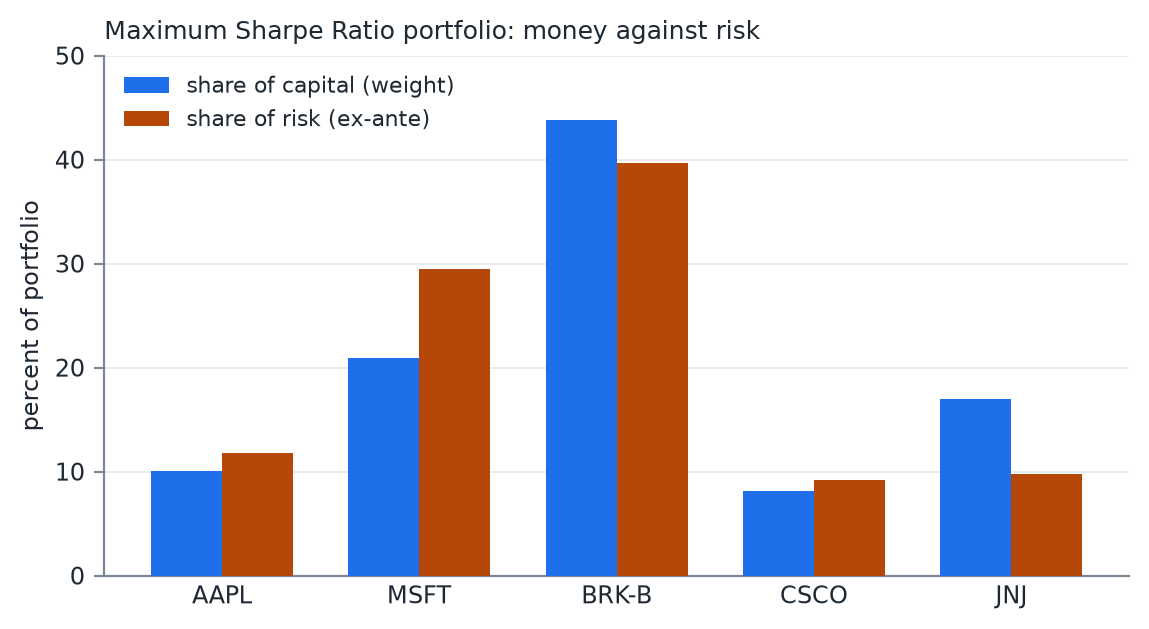 Maximum Sharpe Ratio portfolio: money against risk
share of capital (weight)
share of risk (ex-ante)
percent of portfolio
50
40
30
20
10
0
AAPL MSFT BRK-B CSCO JNJ